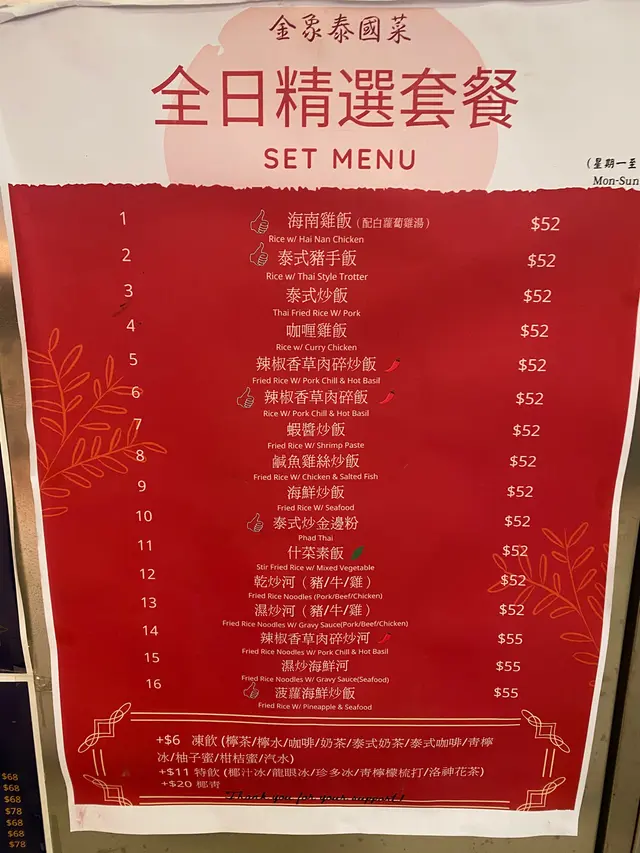 金象泰國菜
全日精選套餐
SET MENU
(星期一至
Mon-Sun
1 海南雞飯 (配白蘿蔔雞湯) $52
Rice w/ Hai Nan Chicken
2 泰式豬手飯 $52
Rice w/ Thai Style Trotter
3 泰式炒飯 $52
Thai Fried Rice W/ Pork
4 咖喱雞飯 $52
Rice w/ Curry Chicken
5 辣椒香草肉碎炒飯 $52
Fried Rice W/ Pork Chill & Hot Basil
6 辣椒香草肉碎飯 $52
Rice W/ Pork Chill & Hot Basil
7 蝦醬炒飯 $52
Fried Rice W/ Shrimp Paste
8 鹹魚雞絲炒飯 $52
Fried Rice W/ Chicken & Salted Fish
9 海鮮炒飯 $52
Fried Rice W/ Seafood
10 泰式炒金邊粉 $52
Phad Thai
11 什菜素飯 $52
Stir Fried Rice w/ Mixed Vegetable
12 乾炒河 (豬/牛/雞) $52
Fried Rice Noodles (Pork/Beef/Chicken)
13 濕炒河 (豬/牛/雞) $52
Fried Rice Noodles W/ Gravy Sauce(Pork/Beef/Chicken)
14 辣椒香草肉碎炒河 $55
Fried Rice Noodles W/ Pork Chill & Hot Basil
15 濕炒海鮮河 $55
Fried Rice Noodles W/ Gravy Sauce(Seafood)
16 菠蘿海鮮炒飯 $55
Fried Rice W/ Pineapple & Seafood
+$6 凍飲 (檸茶/檸水/咖啡/奶茶/泰式奶茶/泰式咖啡/青檸
冰/柚子蜜/柑桔蜜/汽水)
+$11 特飲 (椰汁冰/龍眼冰/珍多冰/青檸檬梳打/洛神花茶)
+$20 椰青
Thank you for your support!
$68
$68
$68
$78
$68
$68
$78